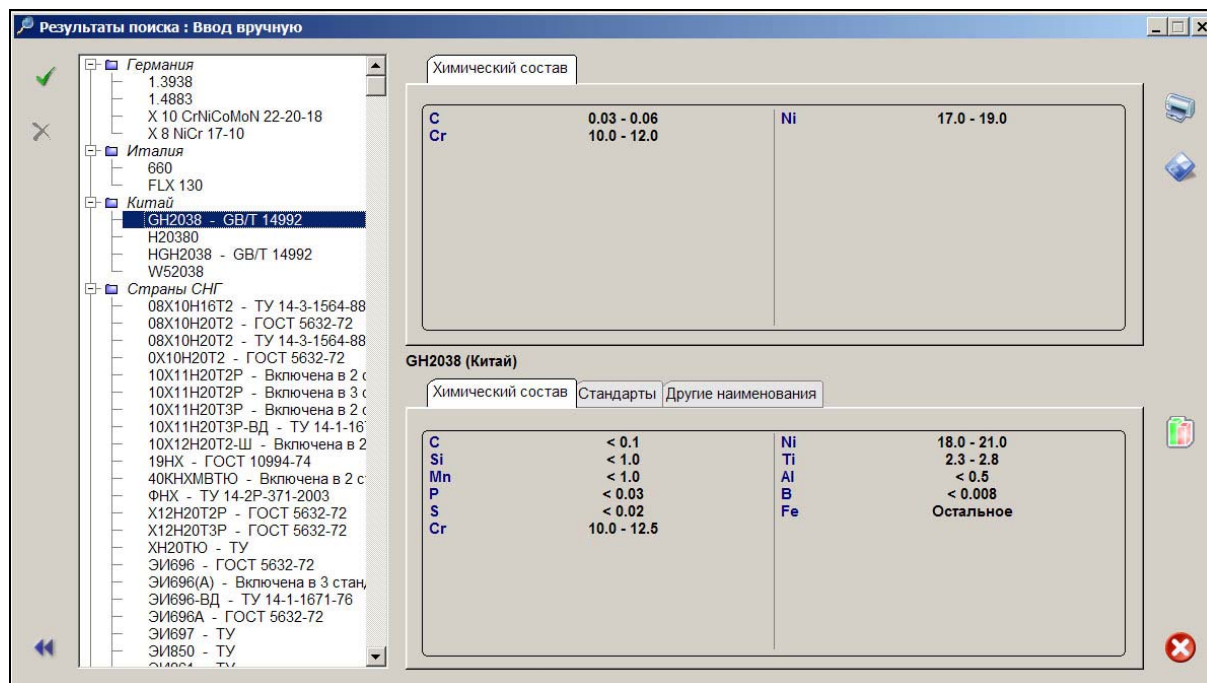 Результаты поиска : Ввод вручную
Германия
1.3938
1.4883
X 10 CrNiCoMoN 22-20-18
X 8 NiCr 17-10
Италия
660
FLX 130
Китай
GH2038 - GB/T 14992
H20380
HGH2038 - GB/T 14992
W52038
Страны СНГ
08Х10Н16Т2 - ТУ 14-3-1564-88
08Х10Н20Т2 - ГОСТ 5632-72
08Х10Н20Т2 - ТУ 14-3-1564-88
0Х10Н20Т2 - ГОСТ 5632-72
10Х11Н20Т2Р - Включена в 2
10Х11Н20Т2Р - Включена в 3
10Х11Н20Т3Р - Включена в 2
10Х11Н20Т3Р-ВД - ТУ 14-1-16
10Х12Н20Т2-Ш - Включена в 2
19НХ - ГОСТ 10994-74
40КНХМВТЮ - Включена в 2 с
ФНХ - ТУ 14-2Р-371-2003
Х12Н20Т2Р - ГОСТ 5632-72
Х12Н20Т3Р - ГОСТ 5632-72
ХН20ТЮ - ТУ
ЭИ696 - ГОСТ 5632-72
ЭИ696(А) - Включена в 3 стан
ЭИ696-ВД - ТУ 14-1-1671-76
ЭИ696А - ГОСТ 5632-72
ЭИ697 - ТУ
ЭИ850 - ТУ
Химический состав
C 0.03 - 0.06 Ni 17.0 - 19.0
Cr 10.0 - 12.0
GH2038 (Китай)
Химический состав Стандарты Другие наименования
C < 0.1 Ni 18.0 - 21.0
Si < 1.0 Ti 2.3 - 2.8
Mn < 1.0 Al < 0.5
P < 0.03 B < 0.008
S < 0.02 Fe Остальное
Cr 10.0 - 12.5